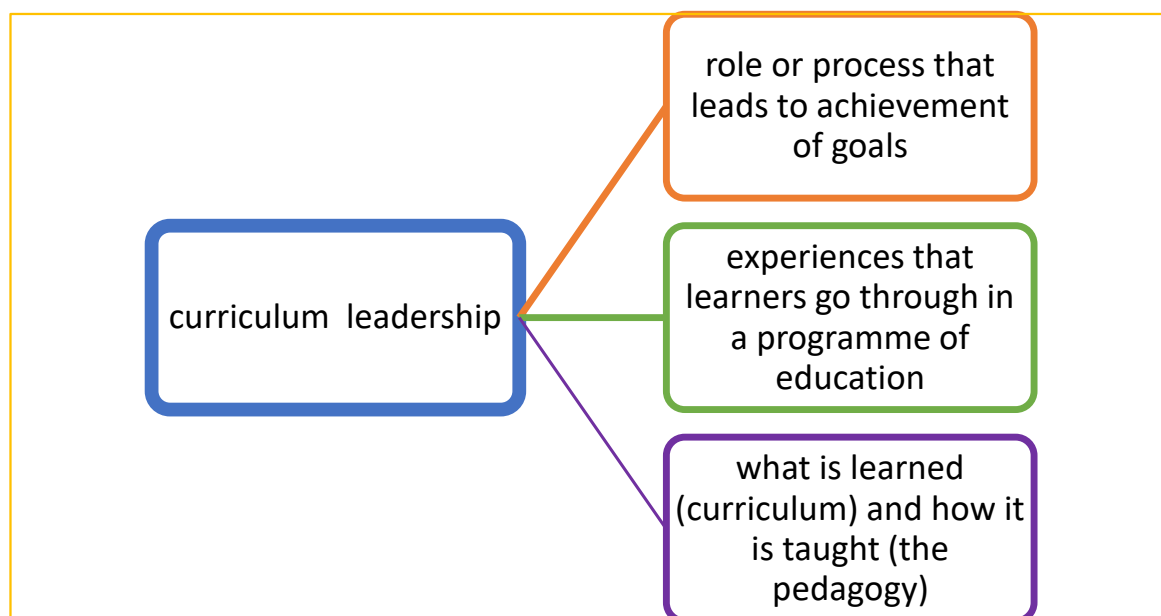 role or process that
leads to achievement
of goals
curriculum  leadership
experiences that
learners go through in
a programme of
education
what is learned
(curriculum) and how it
is taught (the
pedagogy)